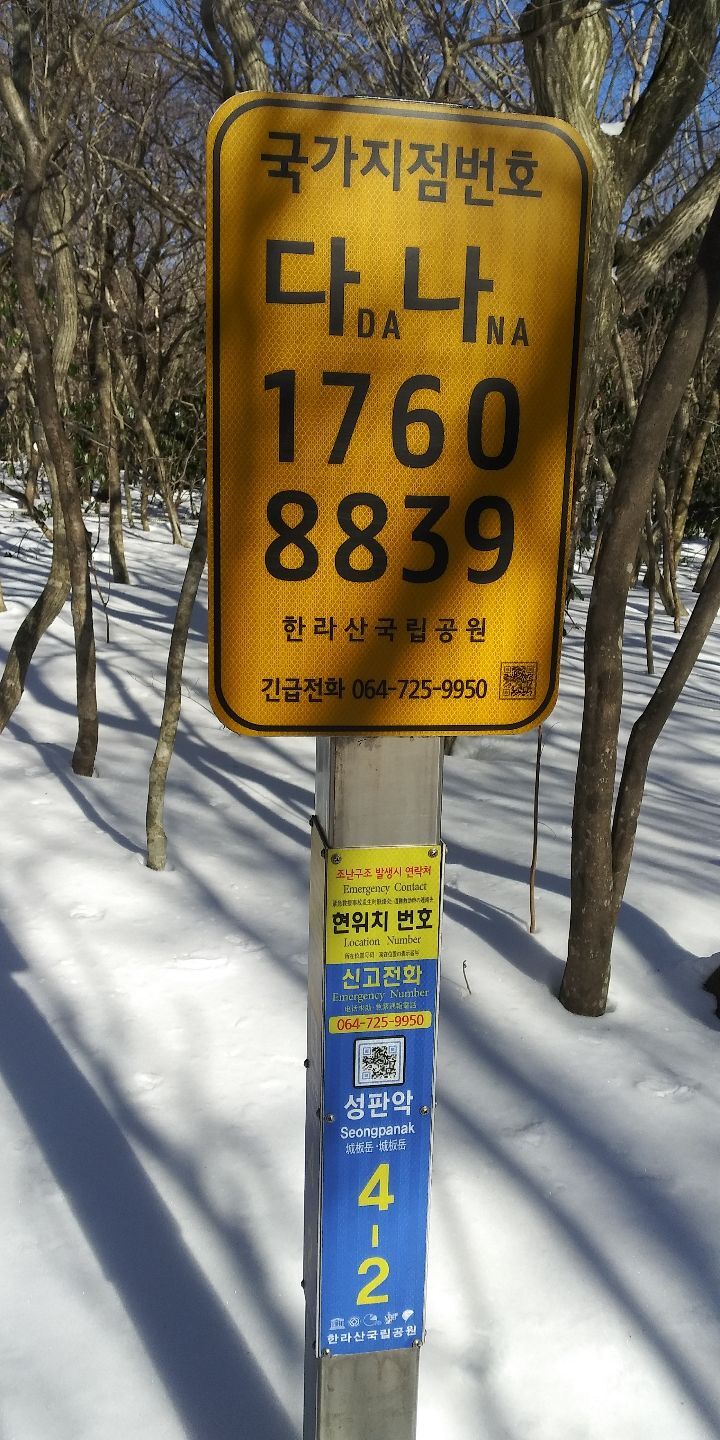 국가지점번호
다DA 나NA
1760
8839
한라산국립공원
긴급전화 064-725-9950
조난구조 발생시 연락처
Emergency Contact
현위치 번호
Location Number
신고전화
Emergency Number
064-725-9950
성판악
Seongpanak
城板岳·城板岳
4-2
한라산국립공원